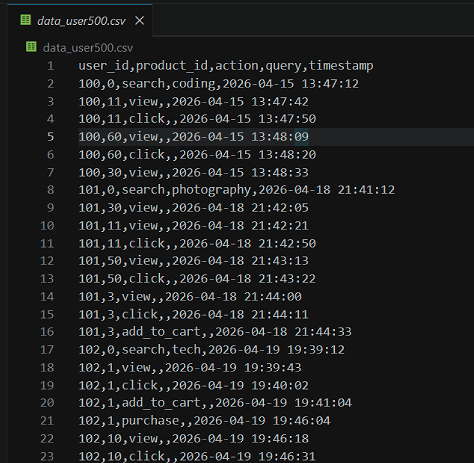 data_user500.csv
data_user500.csv
1 user_id,product_id,action,query,timestamp
2 100,0,search,coding,2026-04-15 13:47:12
3 100,11,view,,2026-04-15 13:47:42
4 100,11,click,,2026-04-15 13:47:50
5 100,60,view,,2026-04-15 13:48:09
6 100,60,click,,2026-04-15 13:48:20
7 100,30,view,,2026-04-15 13:48:33
8 101,0,search,photography,2026-04-18 21:41:12
9 101,30,view,,2026-04-18 21:42:05
10 101,11,view,,2026-04-18 21:42:21
11 101,11,click,,2026-04-18 21:42:50
12 101,50,view,,2026-04-18 21:43:13
13 101,50,click,,2026-04-18 21:43:22
14 101,3,view,,2026-04-18 21:44:00
15 101,3,click,,2026-04-18 21:44:11
16 101,3,add_to_cart,,2026-04-18 21:44:33
17 102,0,search,tech,2026-04-19 19:39:12
18 102,1,view,,2026-04-19 19:39:43
19 102,1,click,,2026-04-19 19:40:02
20 102,1,add_to_cart,,2026-04-19 19:41:04
21 102,1,purchase,,2026-04-19 19:46:04
22 102,10,view,,2026-04-19 19:46:18
23 102,10,click,,2026-04-19 19:46:31